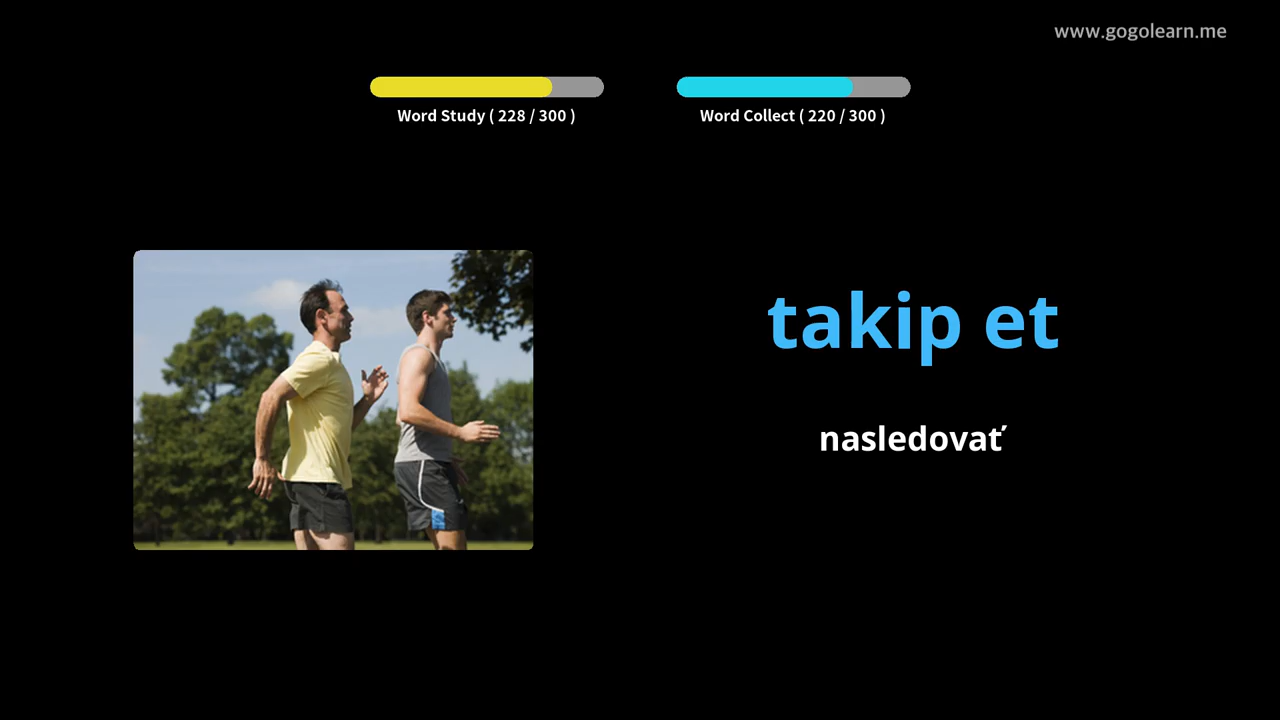 www.gogolearn.me
Word Study ( 228 / 300 )
Word Collect ( 220 / 300 )
takip et
nasledovať